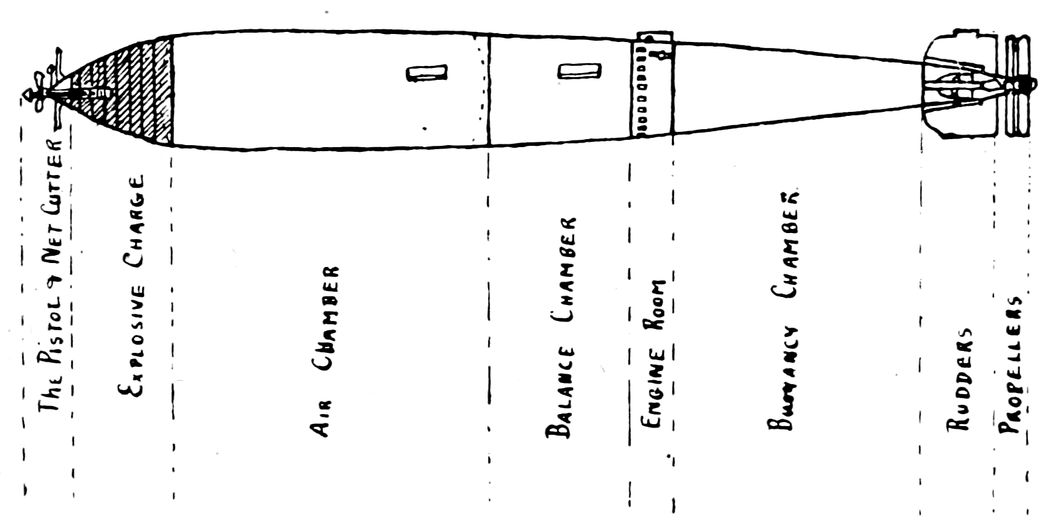 The Pistol & Net Cutter
Explosive Charge
Air Chamber
Balance Chamber
Engine Room
Buoyancy Chamber
Rudders
Propellers